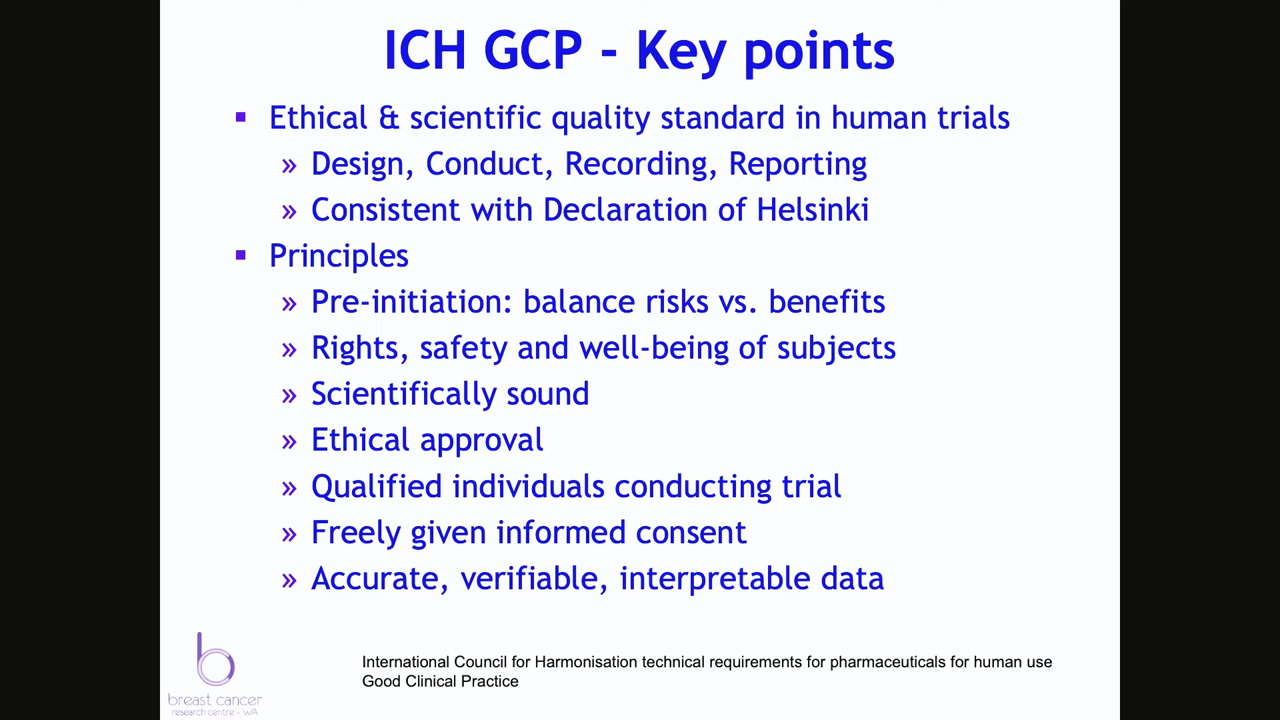 ICH GCP - Key points
▪ Ethical & scientific quality standard in human trials
» Design, Conduct, Recording, Reporting
» Consistent with Declaration of Helsinki
▪ Principles
» Pre-initiation: balance risks vs. benefits
» Rights, safety and well-being of subjects
» Scientifically sound
» Ethical approval
» Qualified individuals conducting trial
» Freely given informed consent
» Accurate, verifiable, interpretable data
International Council for Harmonisation technical requirements for pharmaceuticals for human use
Good Clinical Practice
b
breast cancer
research centre - WA